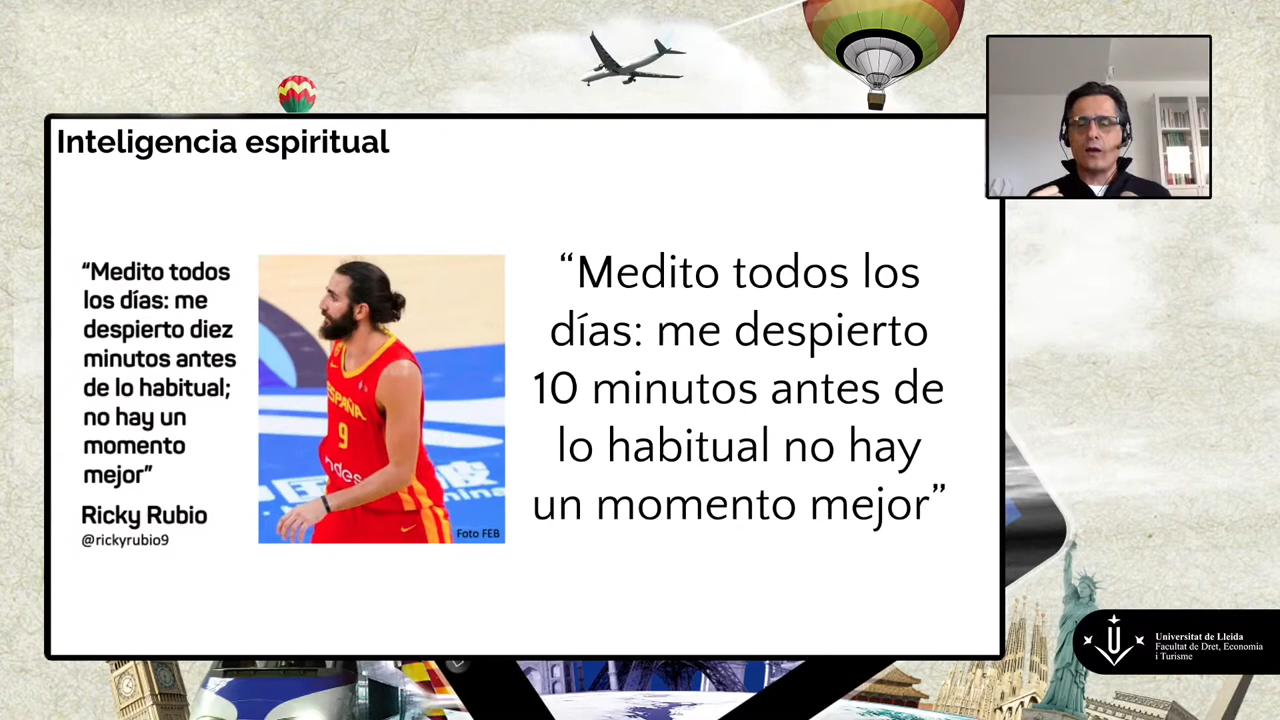 Inteligencia espiritual
“Medito todos
los días: me
despierto diez
minutos antes
de lo habitual;
no hay un
momento
mejor”
Ricky Rubio
@rickyrubio9
ESPAÑA
9
ndes
Foto FEB
“Medito todos los
días: me despierto
10 minutos antes de
lo habitual no hay
un momento mejor”
Universitat de Lleida
Facultat de Dret, Economia
i Turisme